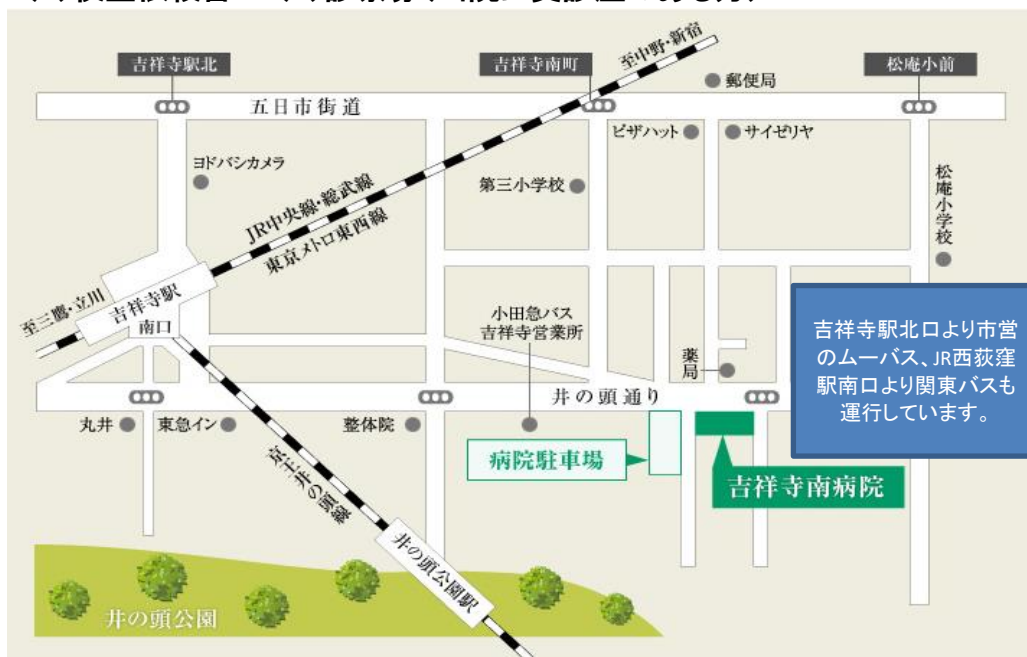 吉祥寺駅北
吉祥寺南町
至中野・新宿
松庵小前
郵便局
五日市街道
ピザハット
サイゼリヤ
ヨドバシカメラ
第三小学校
松庵小学校
JR中央線・総武線
東京メトロ東西線
至三鷹・立川
吉祥寺駅
南口
小田急バス
吉祥寺営業所
薬局
吉祥寺駅北口より市営
のムーバス、JR西荻窪
駅南口より関東バスも
運行しています。
井の頭通り
丸井
東急イン
整体院
病院駐車場
吉祥寺南病院
京王井の頭線
井の頭公園駅
井の頭公園